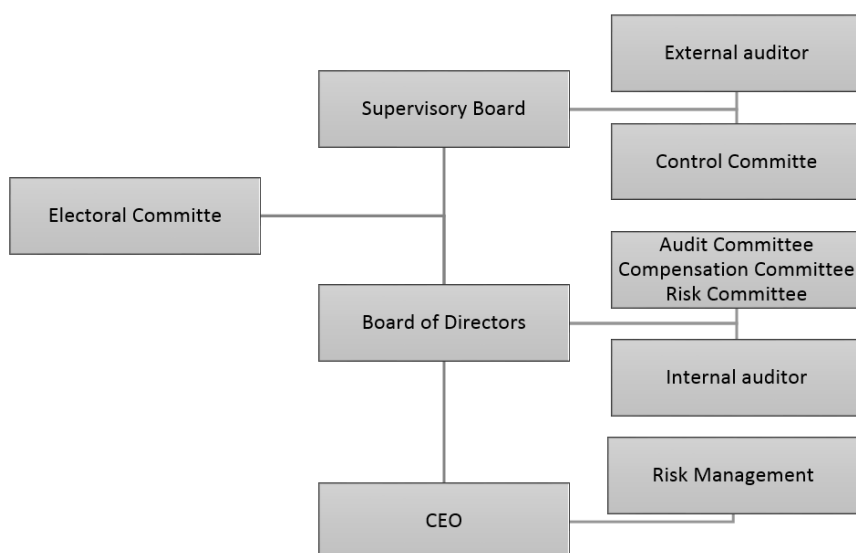 External auditor
Supervisory Board
Control Committe
Electoral Committe
Audit Committee
Compensation Committee
Risk Committee
Board of Directors
Internal auditor
Risk Management
CEO